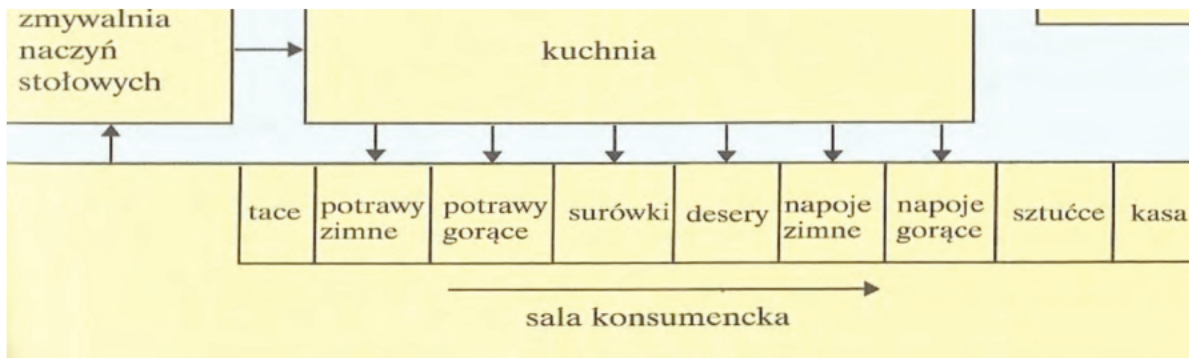 zmywalnia
naczyń
stołowych
kuchnia
tace
potrawy
zimne
potrawy
gorące
surówki
desery
napoje
zimne
napoje
gorące
sztućce
kasa
sala konsumencka